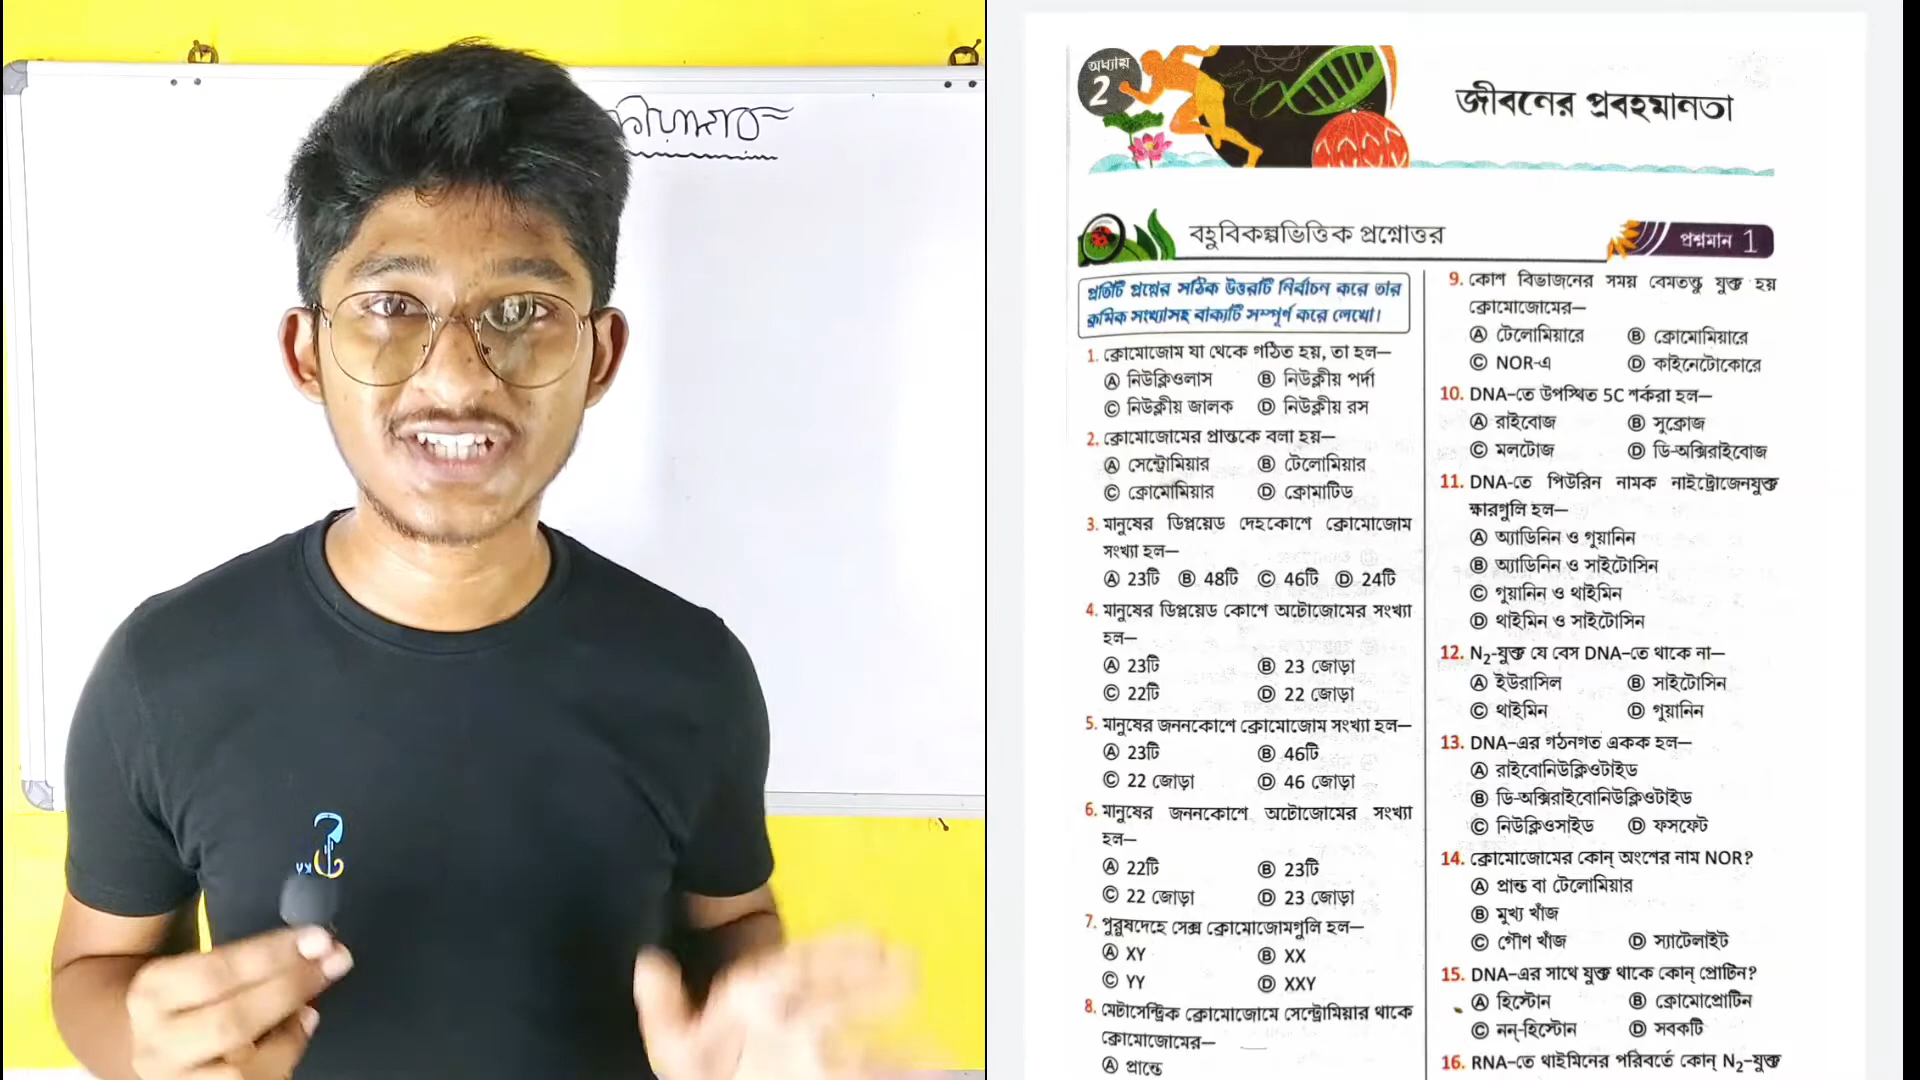 অধ্যায়
2
জীবনের প্রবহমানতা
বহুবিকল্পভিত্তিক প্রশ্নোত্তর
প্রশ্নমান 1
প্রতিটি প্রশ্নের সঠিক উত্তরটি নির্বাচন করে তার
ক্রমিক সংখ্যাসহ বাক্যটি সম্পূর্ণ করে লেখো।
1. ক্রোমোজোম যা থেকে গঠিত হয়, তা হল—
Ⓐ নিউক্লিওলাস Ⓑ নিউক্লীয় পর্দা
Ⓒ নিউক্লীয় জালক Ⓓ নিউক্লীয় রস
2. ক্রোমোজোমের প্রান্তকে বলা হয়—
Ⓐ সেন্ট্রোমিয়ার Ⓑ টেলোমিয়ার
Ⓒ ক্রোমোমিয়ার Ⓓ ক্রোমাটিড
3. মানুষের ডিপ্লয়েড দেহকোশে ক্রোমোজোম
সংখ্যা হল—
Ⓐ 23টি Ⓑ 48টি Ⓒ 46টি Ⓓ 24টি
4. মানুষের ডিপ্লয়েড কোশে অটোজোমের সংখ্যা
হল—
Ⓐ 23টি Ⓑ 23 জোড়া
Ⓒ 22টি Ⓓ 22 জোড়া
5. মানুষের জননকোশে ক্রোমোজোম সংখ্যা হল—
Ⓐ 23টি Ⓑ 46টি
Ⓒ 22 জোড়া Ⓓ 46 জোড়া
6. মানুষের জননকোশে অটোজোমের সংখ্যা
হল—
Ⓐ 22টি Ⓑ 23টি
Ⓒ 22 জোড়া Ⓓ 23 জোড়া
7. পুরুষদেহে সেক্স ক্রোমোজোমগুলি হল—
Ⓐ XY Ⓑ XX
Ⓒ YY Ⓓ XXY
8. মেটাসেন্ট্রিক ক্রোমোজোমে সেন্ট্রোমিয়ার থাকে
ক্রোমোজোমের—
Ⓐ প্রান্তে
9. কোশ বিভাজনের সময় বেমতন্তু যুক্ত হয়
ক্রোমোজোমের—
Ⓐ টেলোমিয়ারে Ⓑ ক্রোমোমিয়ারে
Ⓒ NOR-এ Ⓓ কাইনেটোকোরে
10. DNA-তে উপস্থিত 5C শর্করা হল—
Ⓐ রাইবোজ Ⓑ সুক্রোজ
Ⓒ মলটোজ Ⓓ ডি-অক্সিরাইবোজ
11. DNA-তে পিউরিন নামক নাইট্রোজেনযুক্ত
ক্ষারগুলি হল—
Ⓐ অ্যাডিনিন ও গুয়ানিন
Ⓑ অ্যাডিনিন ও সাইটোসিন
Ⓒ গুয়ানিন ও থাইমিন
Ⓓ থাইমিন ও সাইটোসিন
12. N₂-যুক্ত যে বেস DNA-তে থাকে না—
Ⓐ ইউরাসিল Ⓑ সাইটোসিন
Ⓒ থাইমিন Ⓓ গুয়ানিন
13. DNA-এর গঠনগত একক হল—
Ⓐ রাইবোনিউক্লিওটাইড
Ⓑ ডি-অক্সিরাইবোনিউক্লিওটাইড
Ⓒ নিউক্লিওসাইড Ⓓ ফসফেট
14. ক্রোমোজোমের কোন্ অংশের নাম NOR?
Ⓐ প্রান্ত বা টেলোমিয়ার
Ⓑ মুখ্য খাঁজ
Ⓒ গৌণ খাঁজ Ⓓ স্যাটেলাইট
15. DNA-এর সাথে যুক্ত থাকে কোন্ প্রোটিন?
Ⓐ হিস্টোন Ⓑ ক্রোমোপ্রোটিন
Ⓒ নন্-হিস্টোন Ⓓ সবকটি
16. RNA-তে থাইমিনের পরিবর্তে কোন্ N₂-যুক্ত